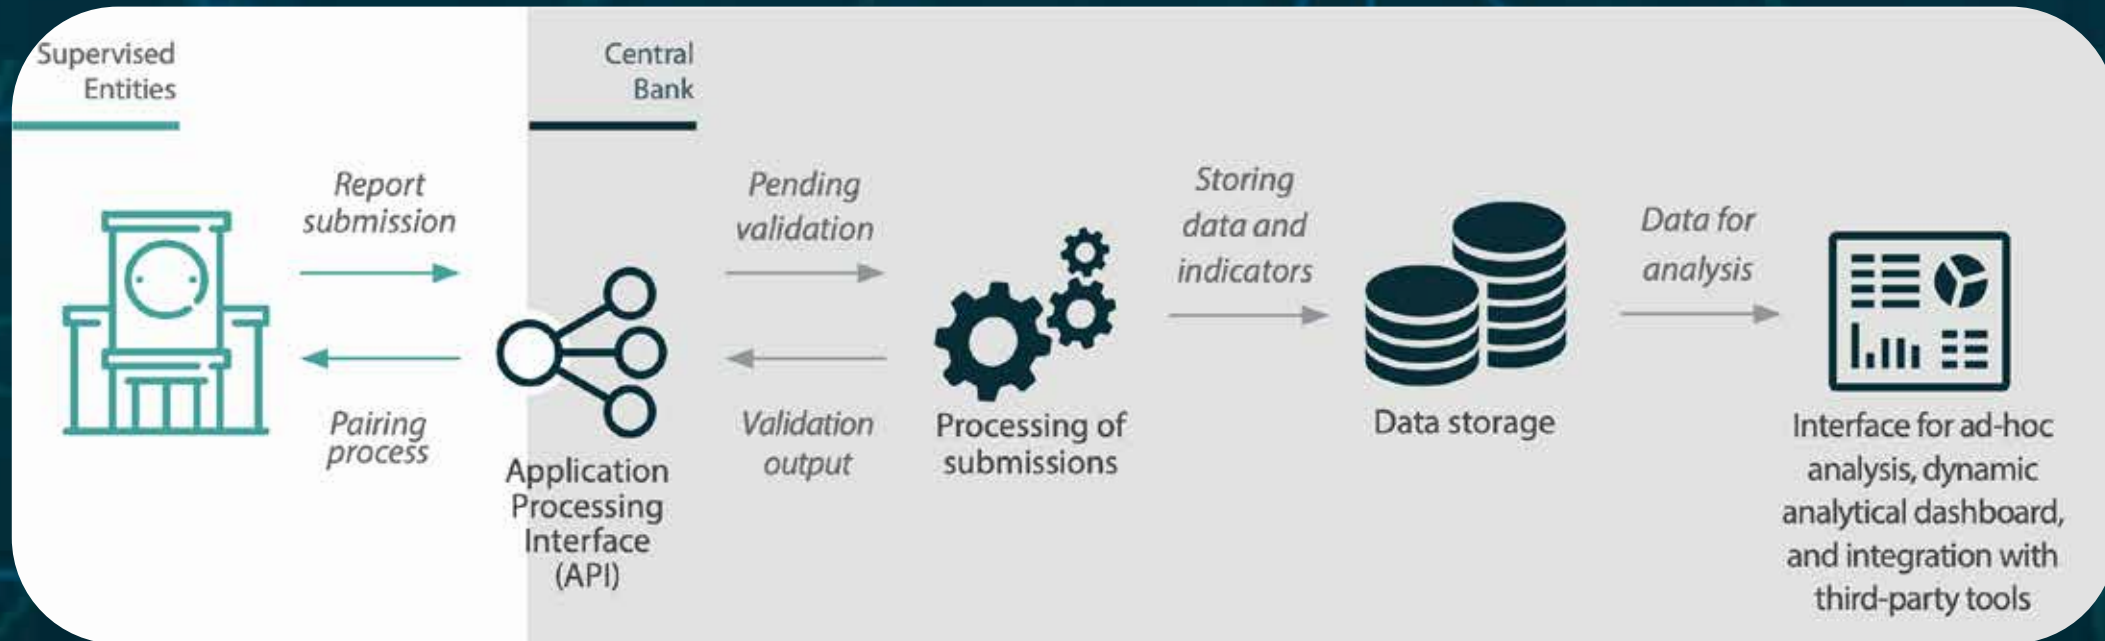 Supervised
Entities
Central
Bank
Report
submission
Pairing
process
Application
Processing
Interface
(API)
Pending
validation
Validation
output
Processing of
submissions
Storing
data and
indicators
Data storage
Data for
analysis
Interface for ad-hoc
analysis, dynamic
analytical dashboard,
and integration with
third-party tools